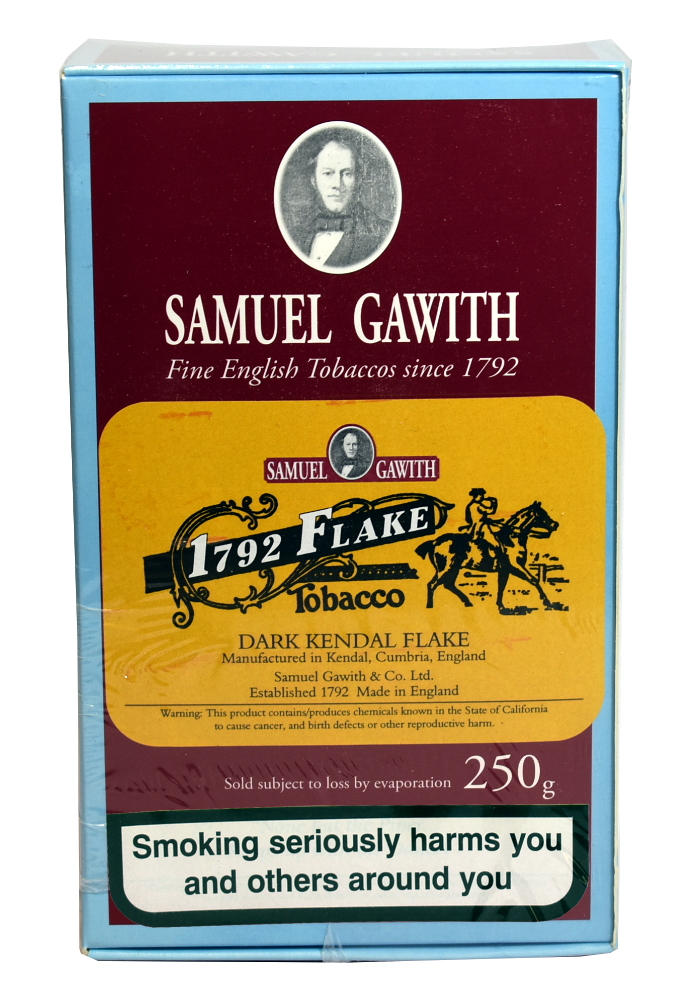 SAMUEL GAWITH
Fine English Tobaccos since 1792
SAMUEL GAWITH
1792 FLAKE
Tobacco
DARK KENDAL FLAKE
Manufactured in Kendal, Cumbria, England
Samuel Gawith & Co. Ltd.
Established 1792 Made in England
Warning: This product contains/produces chemicals known in the State of California
to cause cancer, and birth defects or other reproductive harm.
Sold subject to loss by evaporation 250g
Smoking seriously harms you
and others around you